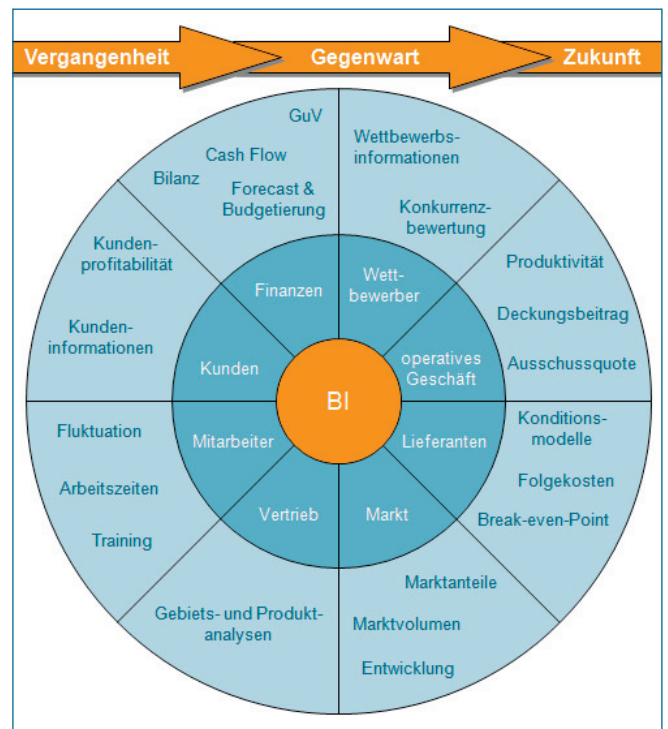 Vergangenheit
Gegenwart
Zukunft
GuV
Cash Flow
Bilanz
Forecast &
Budgetierung
Wettbewerbs-
informationen
Konkurrenz-
bewertung
Kunden-
profitabilität
Kunden-
informationen
Produktivität
Deckungsbeitrag
Ausschussquote
Finanzen
Wett-
bewerber
Kunden
operatives
Geschäft
BI
Mitarbeiter
Lieferanten
Vertrieb
Markt
Fluktuation
Arbeitszeiten
Training
Konditions-
modelle
Folgekosten
Break-even-Point
Gebiets- und Produkt-
analysen
Marktanteile
Marktvolumen
Entwicklung